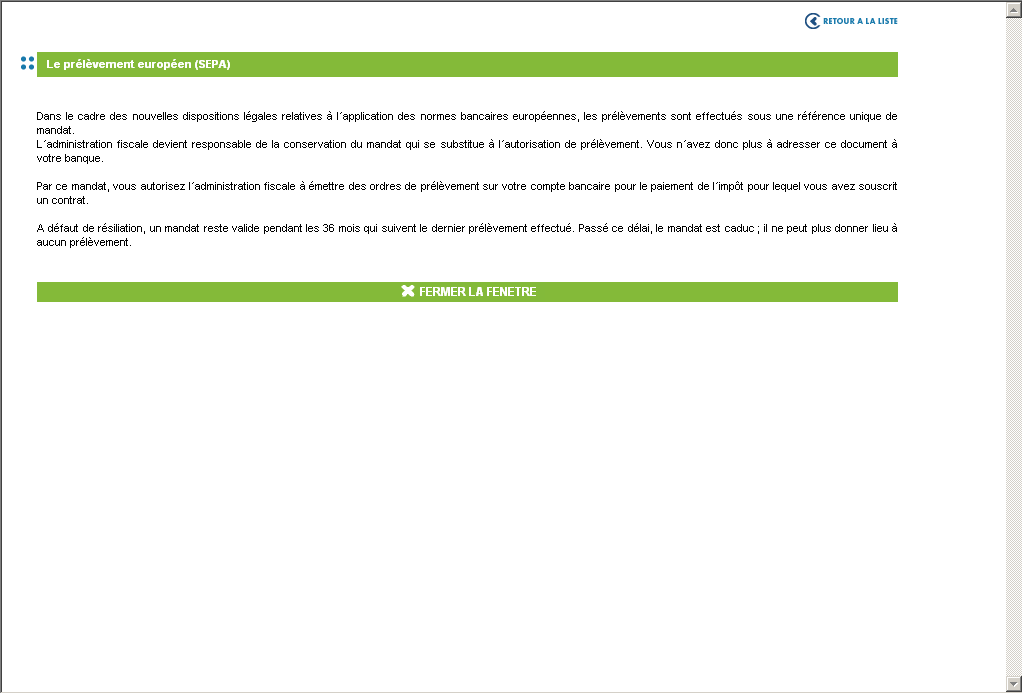 RETOUR A LA LISTE
Le prélèvement européen (SEPA)
Dans le cadre des nouvelles dispositions légales relatives à l´application des normes bancaires européennes, les prélèvements sont effectués sous une référence unique de
mandat.
L´administration fiscale devient responsable de la conservation du mandat qui se substitue à l´autorisation de prélèvement. Vous n´avez donc plus à adresser ce document à
votre banque.
Par ce mandat, vous autorisez l´administration fiscale à émettre des ordres de prélèvement sur votre compte bancaire pour le paiement de l´impôt pour lequel vous avez souscrit
un contrat.
A défaut de résiliation, un mandat reste valide pendant les 36 mois qui suivent le dernier prélèvement effectué. Passé ce délai, le mandat est caduc ; il ne peut plus donner lieu à
aucun prélèvement.
FERMER LA FENETRE